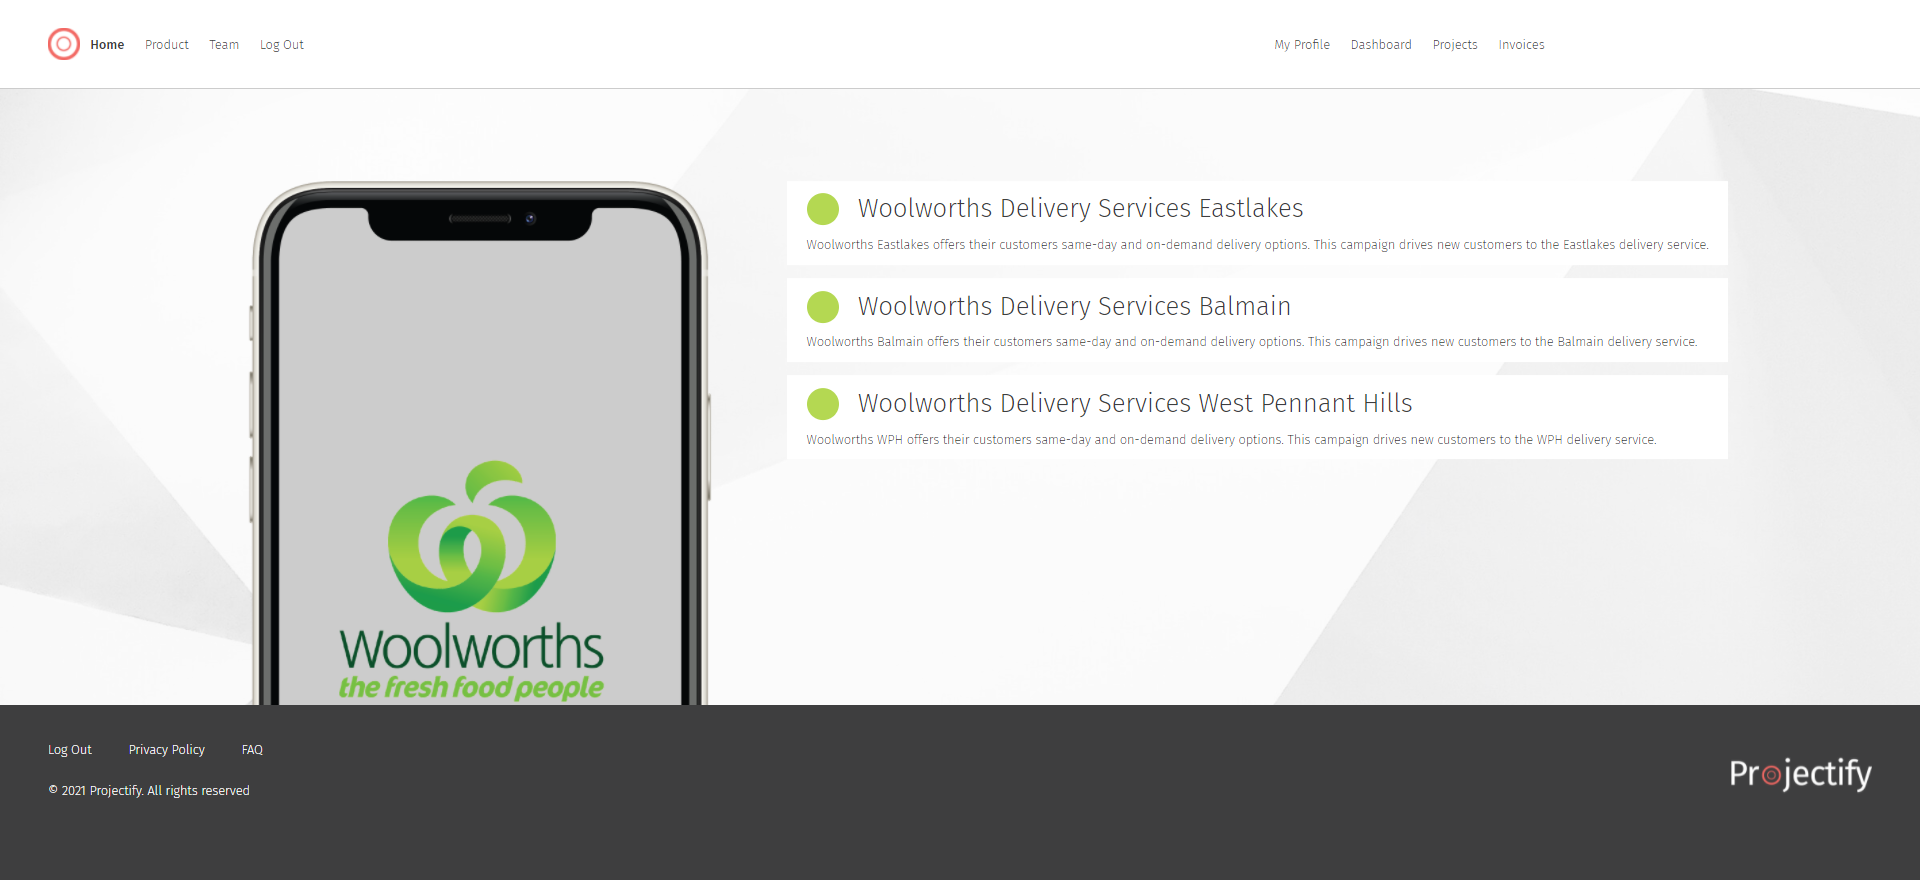 Home Product Team Log Out My Profile Dashboard Projects Invoices
Woolworths Delivery Services Eastlakes
Woolworths Eastlakes offers their customers same-day and on-demand delivery options. This campaign drives new customers to the Eastlakes delivery service.
Woolworths Delivery Services Balmain
Woolworths Balmain offers their customers same-day and on-demand delivery options. This campaign drives new customers to the Balmain delivery service.
Woolworths Delivery Services West Pennant Hills
Woolworths WPH offers their customers same-day and on-demand delivery options. This campaign drives new customers to the WPH delivery service.
Woolworths
the fresh food people
Log Out Privacy Policy FAQ
Projectify
© 2021 Projectify. All rights reserved